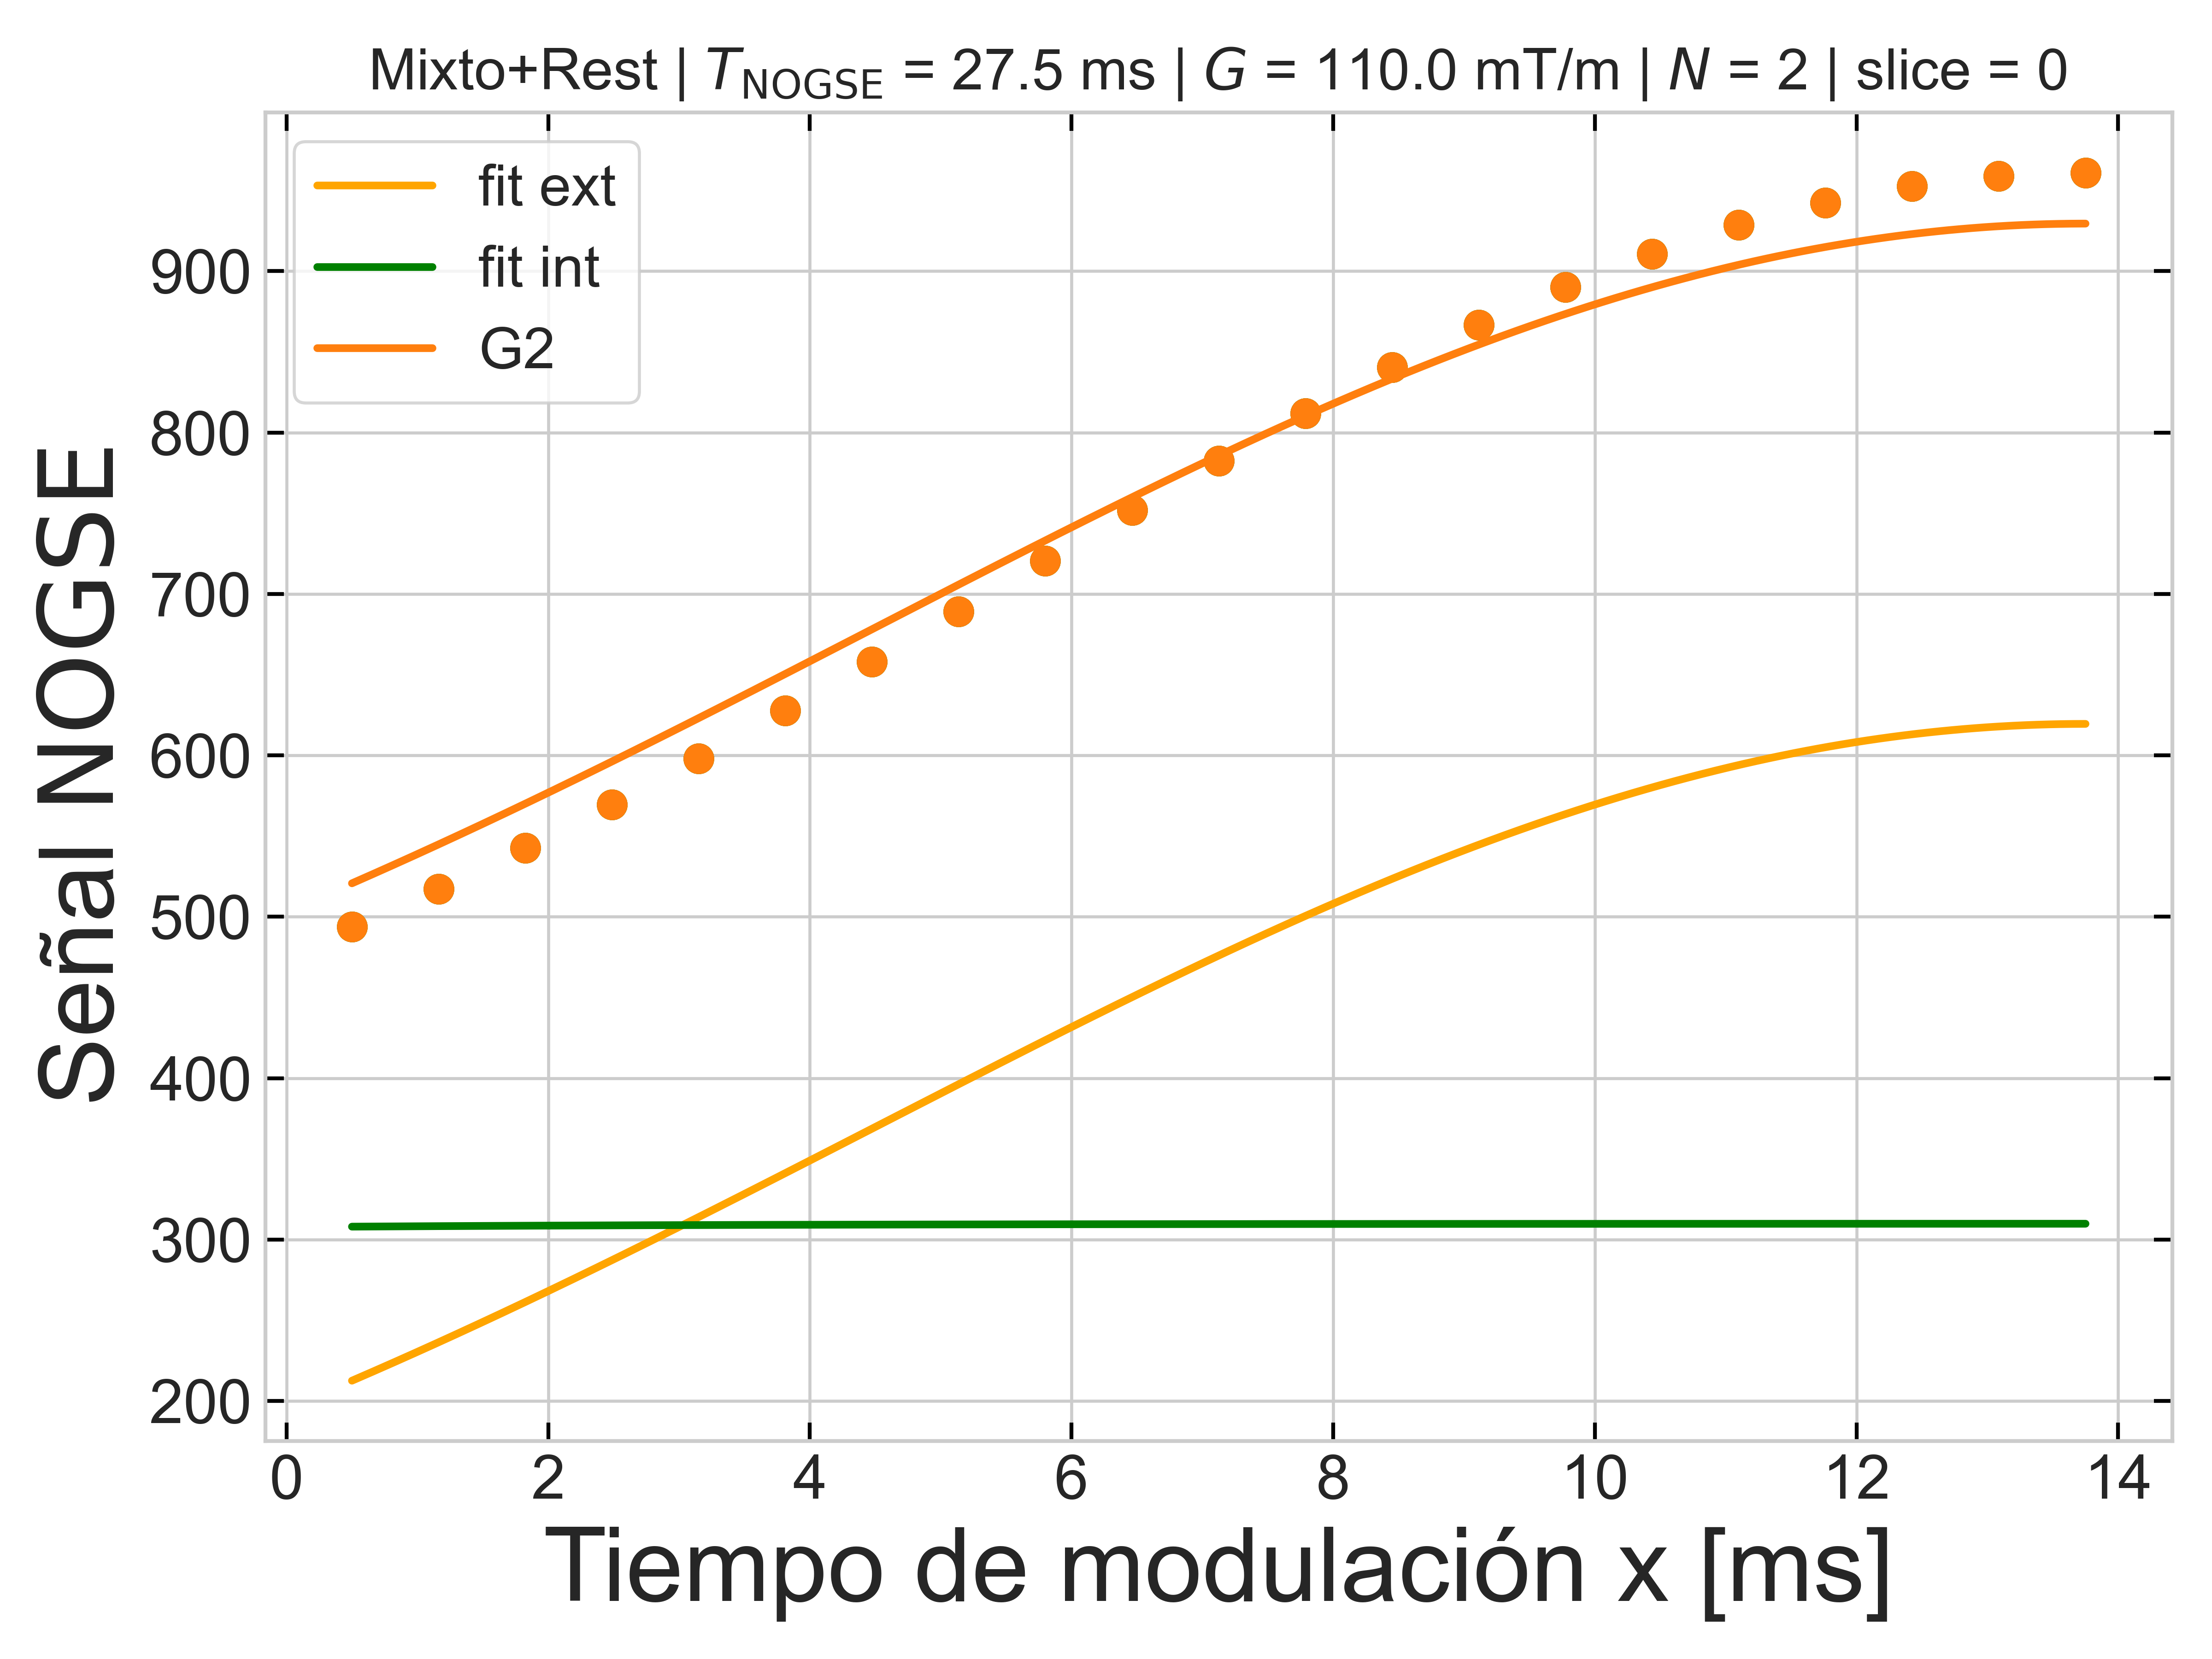 Mixto+Rest | T_NOGSE = 27.5 ms | G = 110.0 mT/m | N = 2 | slice = 0
fit ext
fit int
G2
900
800
700
600
500
400
300
200
Señal NOGSE
0 2 4 6 8 10 12 14
Tiempo de modulación x [ms]